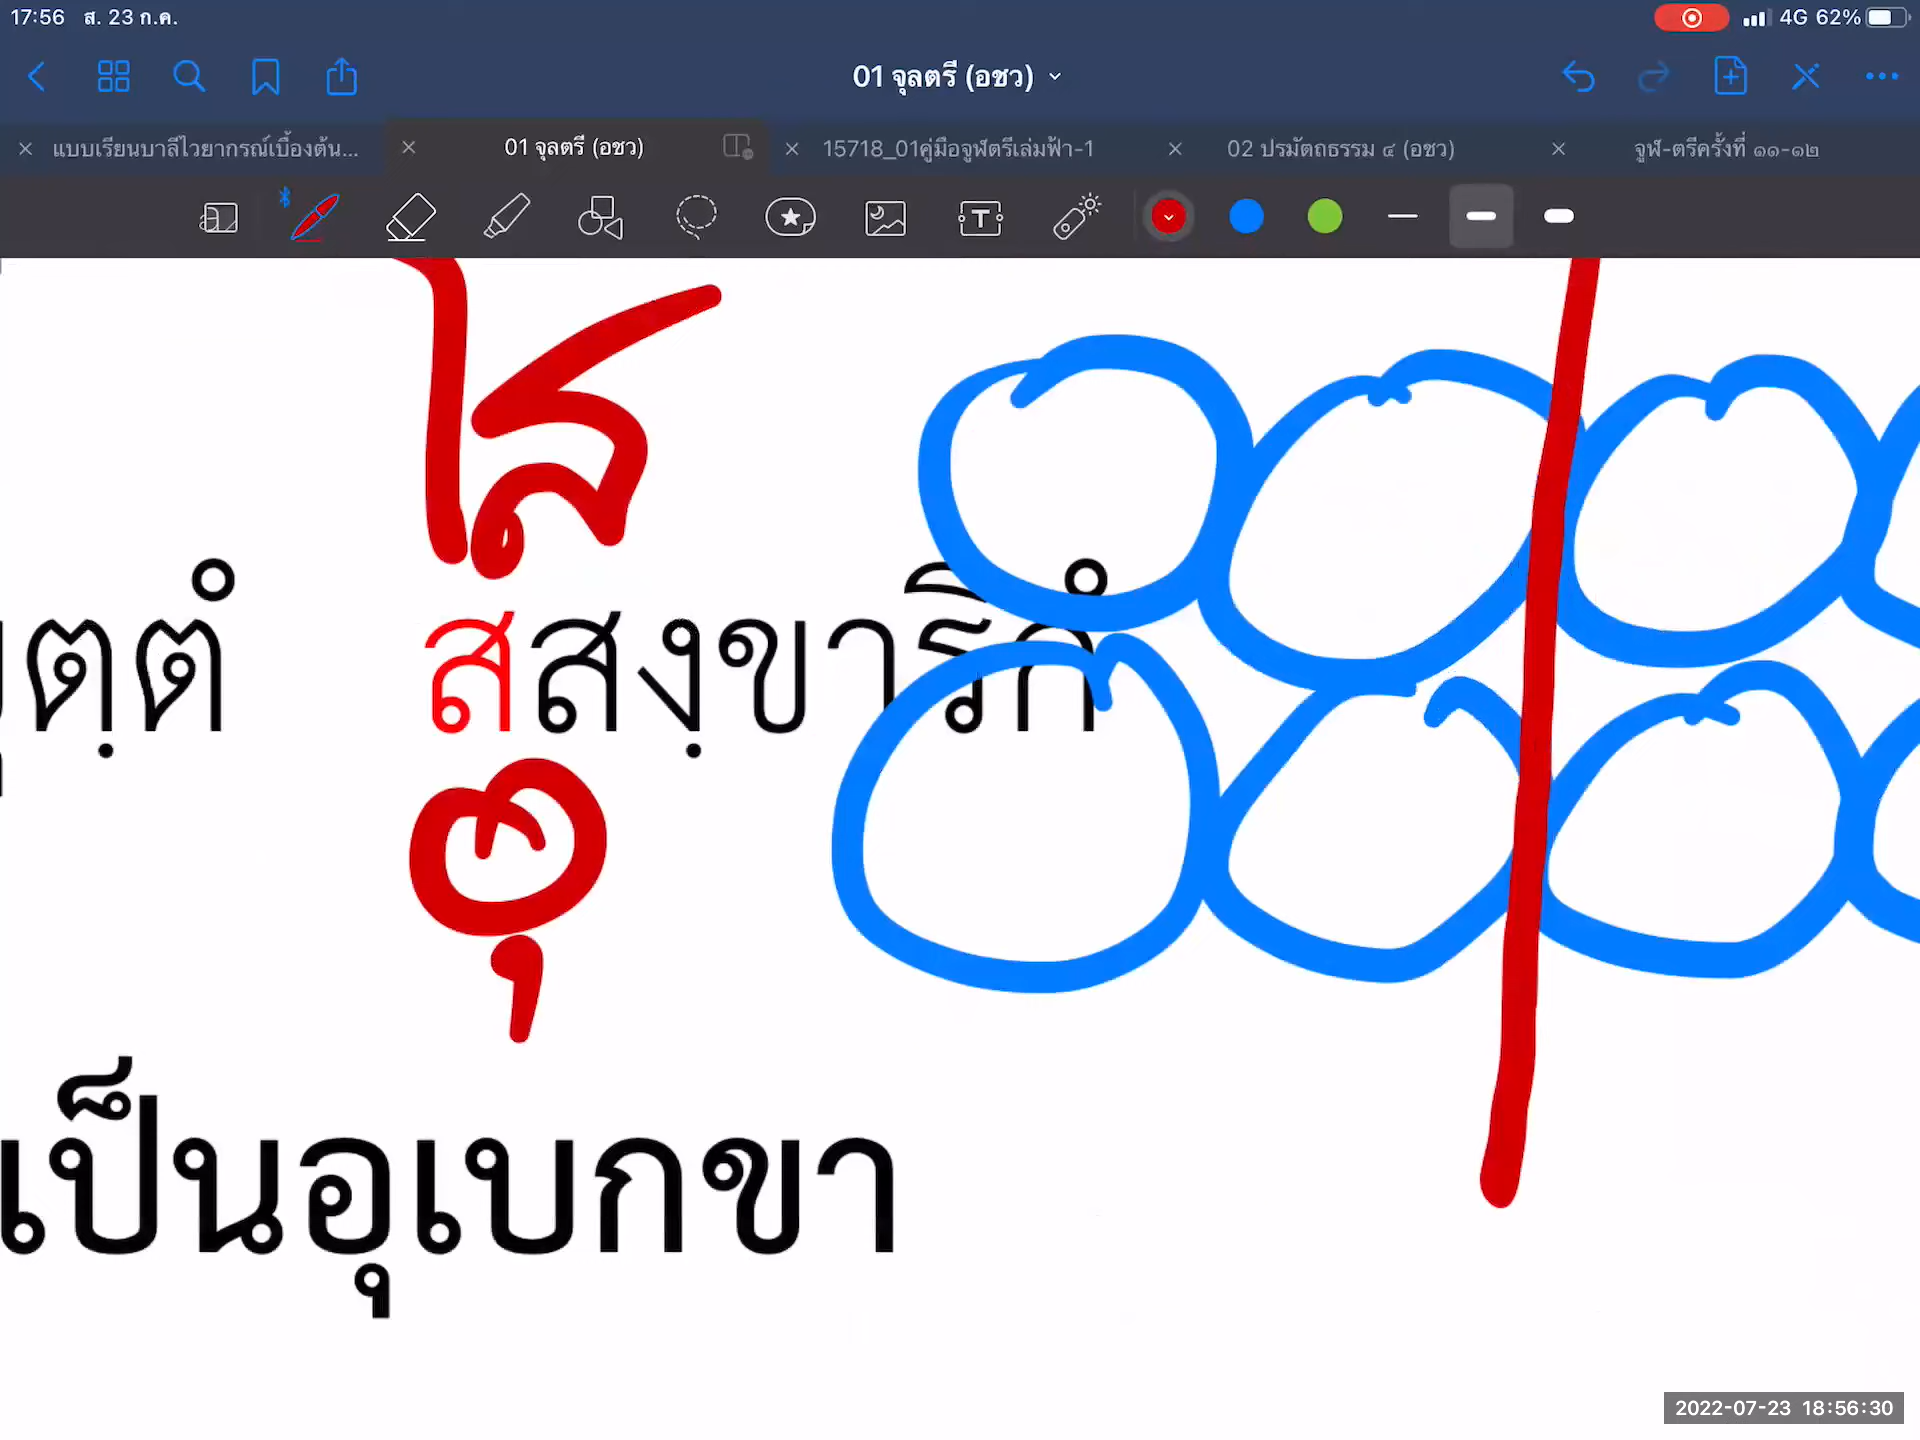 17:56 ส. 23 ก.ค.
4G 62%
01 จุลตรี (อชว)
แบบเรียนบาลีไวยากรณ์เบื้องต้น...
01 จุลตรี (อชว)
15718_01คู่มือจูฬตรีเล่มฟ้า-1
02 ปรมัตถธรรม ๔ (อชว)
จูฬ-ตรีครั้งที่ ๑๑-๑๒
โส
ตฺตํ สสงฺขาริกํ
อุ
เป็นอุเบกขา
2022-07-23 18:56:30